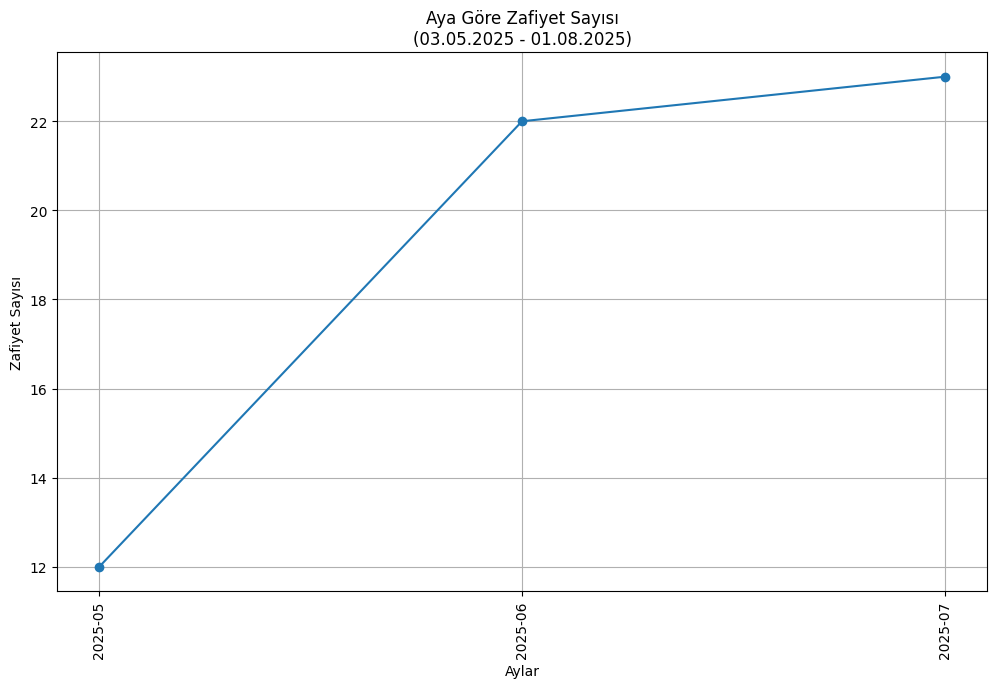 Aya Göre Zafiyet Sayısı
(03.05.2025 - 01.08.2025)
Zafiyet Sayısı
22
20
18
16
14
12
2025-05
2025-06
2025-07
Aylar